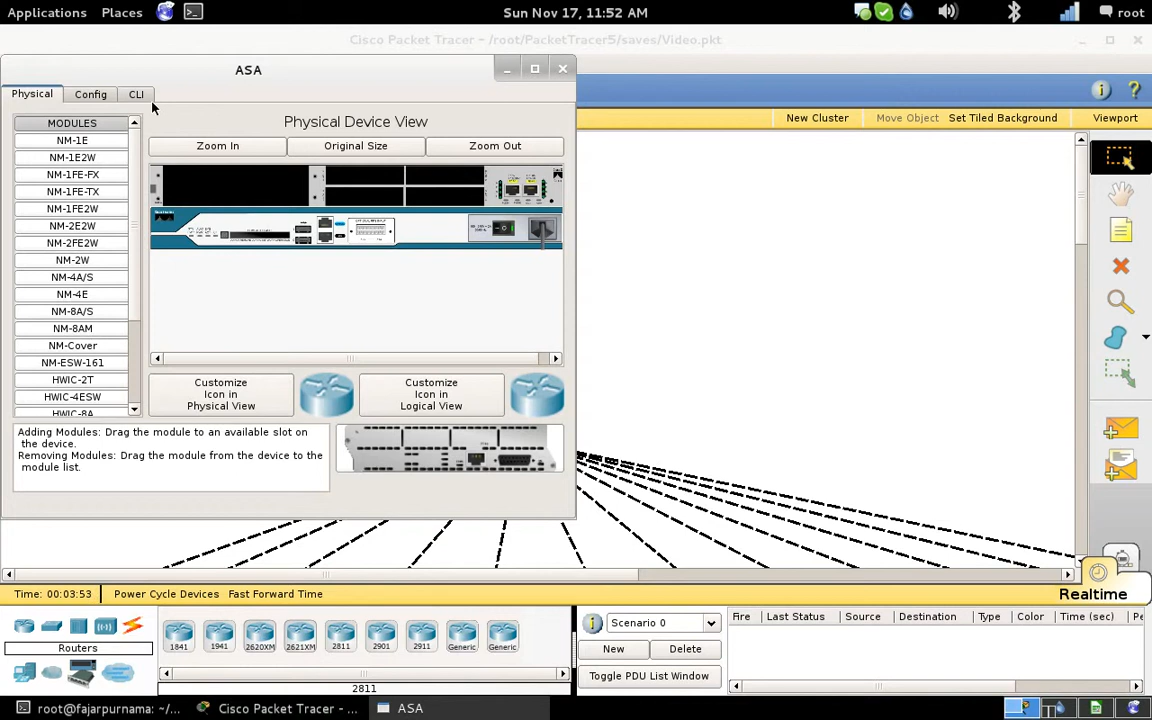 Applications Places Sun Nov 17, 11:52 AM root
Cisco Packet Tracer - /root/PacketTracer5/saves/Video.pkt
ASA
Physical Config CLI
New Cluster Move Object Set Tiled Background Viewport
MODULES
NM-1E
NM-1E2W
NM-1FE-FX
NM-1FE-TX
NM-1FE2W
NM-2E2W
NM-2FE2W
NM-2W
NM-4A/S
NM-4E
NM-8A/S
NM-8AM
NM-Cover
NM-ESW-161
HWIC-2T
HWIC-4ESW
HWIC-8A
Physical Device View
Zoom In Original Size Zoom Out
Customize
Icon in
Physical View
Customize
Icon in
Logical View
Adding Modules: Drag the module to an available slot on
the device.
Removing Modules: Drag the module from the device to the
module list.
Time: 00:03:53 Power Cycle Devices Fast Forward Time
Realtime
Routers
1841 1941 2620XM 2621XM 2811 2901 2911 Generic Generic
2811
Scenario 0
New Delete
Toggle PDU List Window
Fire Last Status Source Destination Type Color Time (sec) Pe
root@fajarpurnama: ~/... Cisco Packet Tracer - ... ASA